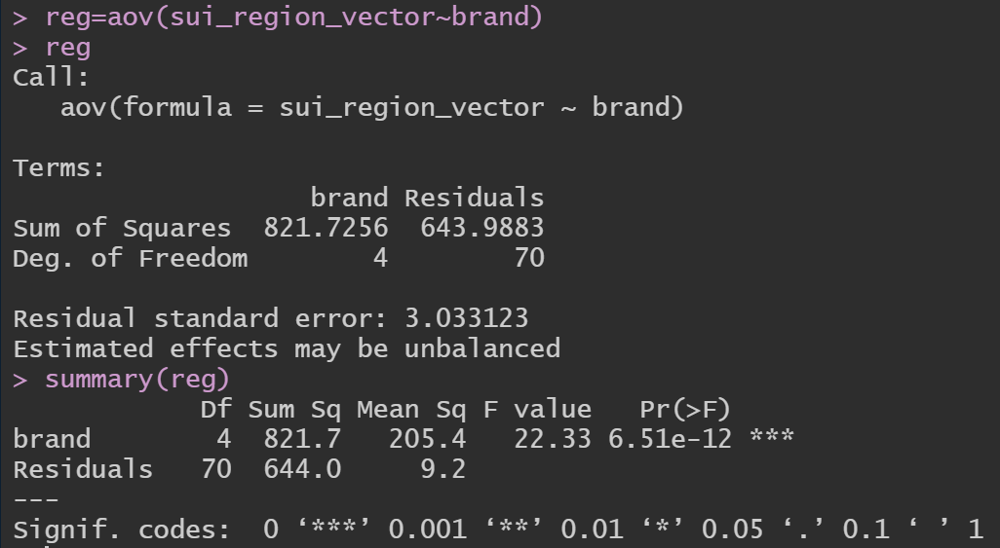 > reg=aov(sui_region_vector~brand)
> reg
Call:
   aov(formula = sui_region_vector ~ brand)

Terms:
                   brand Residuals
Sum of Squares  821.7256  643.9883
Deg. of Freedom        4        70

Residual standard error: 3.033123
Estimated effects may be unbalanced
> summary(reg)
            Df Sum Sq Mean Sq F value   Pr(>F)
brand        4  821.7   205.4   22.33 6.51e-12 ***
Residuals   70  644.0     9.2
---
Signif. codes:  0 ‘***’ 0.001 ‘**’ 0.01 ‘*’ 0.05 ‘.’ 0.1 ‘ ’ 1